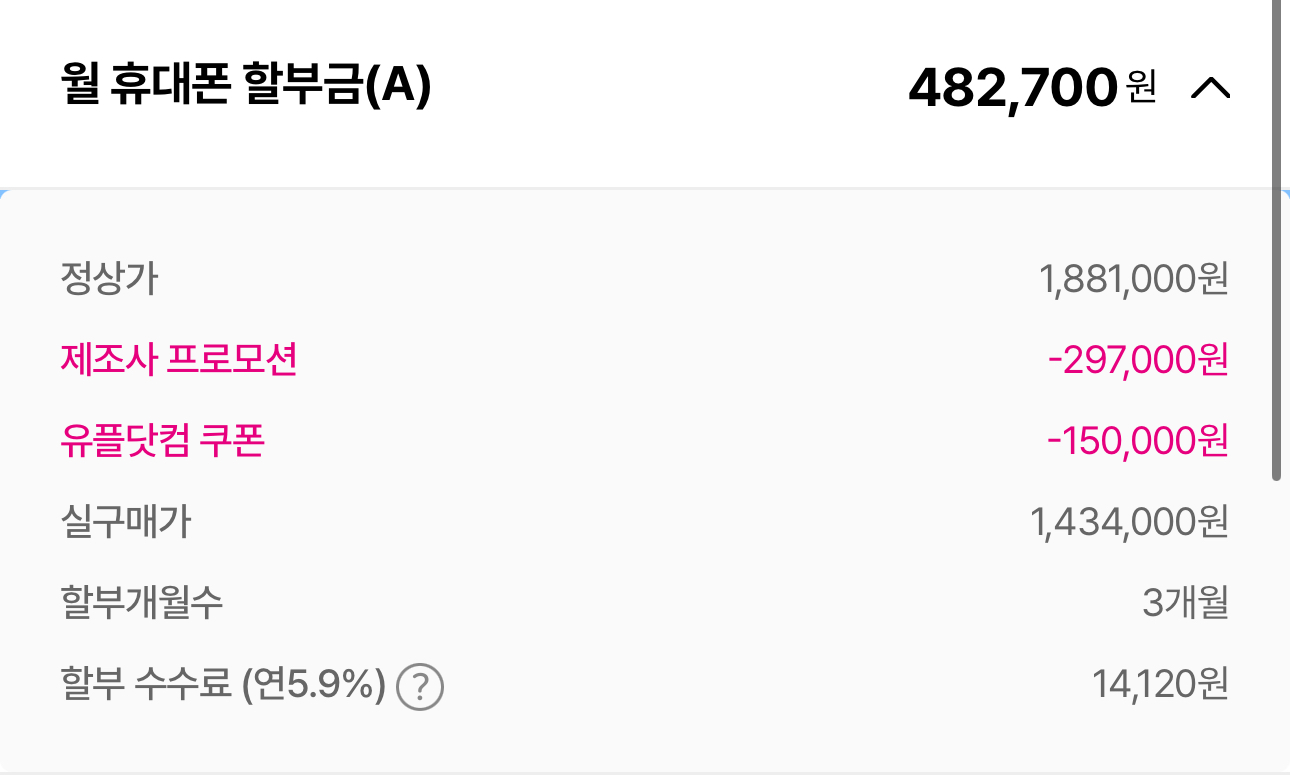 월 휴대폰 할부금(A) 482,700원
정상가 1,881,000원
제조사 프로모션 -297,000원
유플닷컴 쿠폰 -150,000원
실구매가 1,434,000원
할부개월수 3개월
할부 수수료 (연5.9%) ? 14,120원